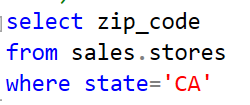 select zip_code
from sales.stores
where state='CA'